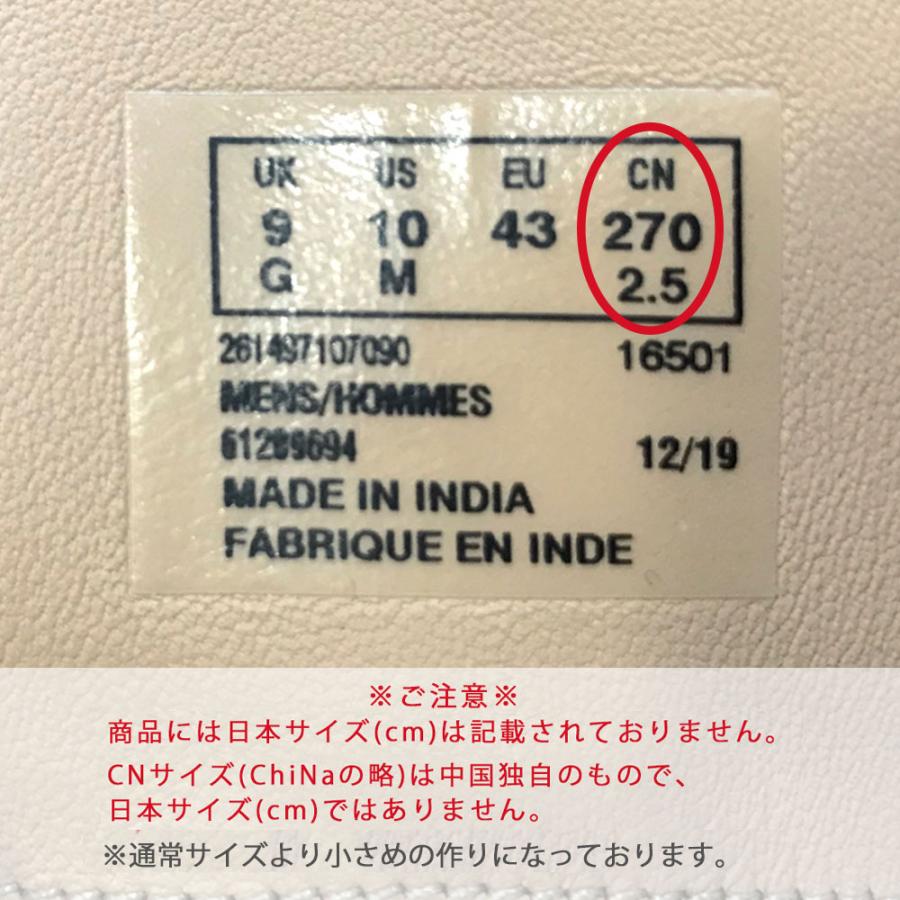 UK US EU CN
9 10 43 270
G M 2.5
261497107090 16501
MENS/HOMMES
61289694 12/19
MADE IN INDIA
FABRIQUE EN INDE
※ご注意※
商品には日本サイズ(cm)は記載されておりません。
CNサイズ(ChiNaの略)は中国独自のもので、
日本サイズ(cm)ではありません。
※通常サイズより小さめの作りになっております。